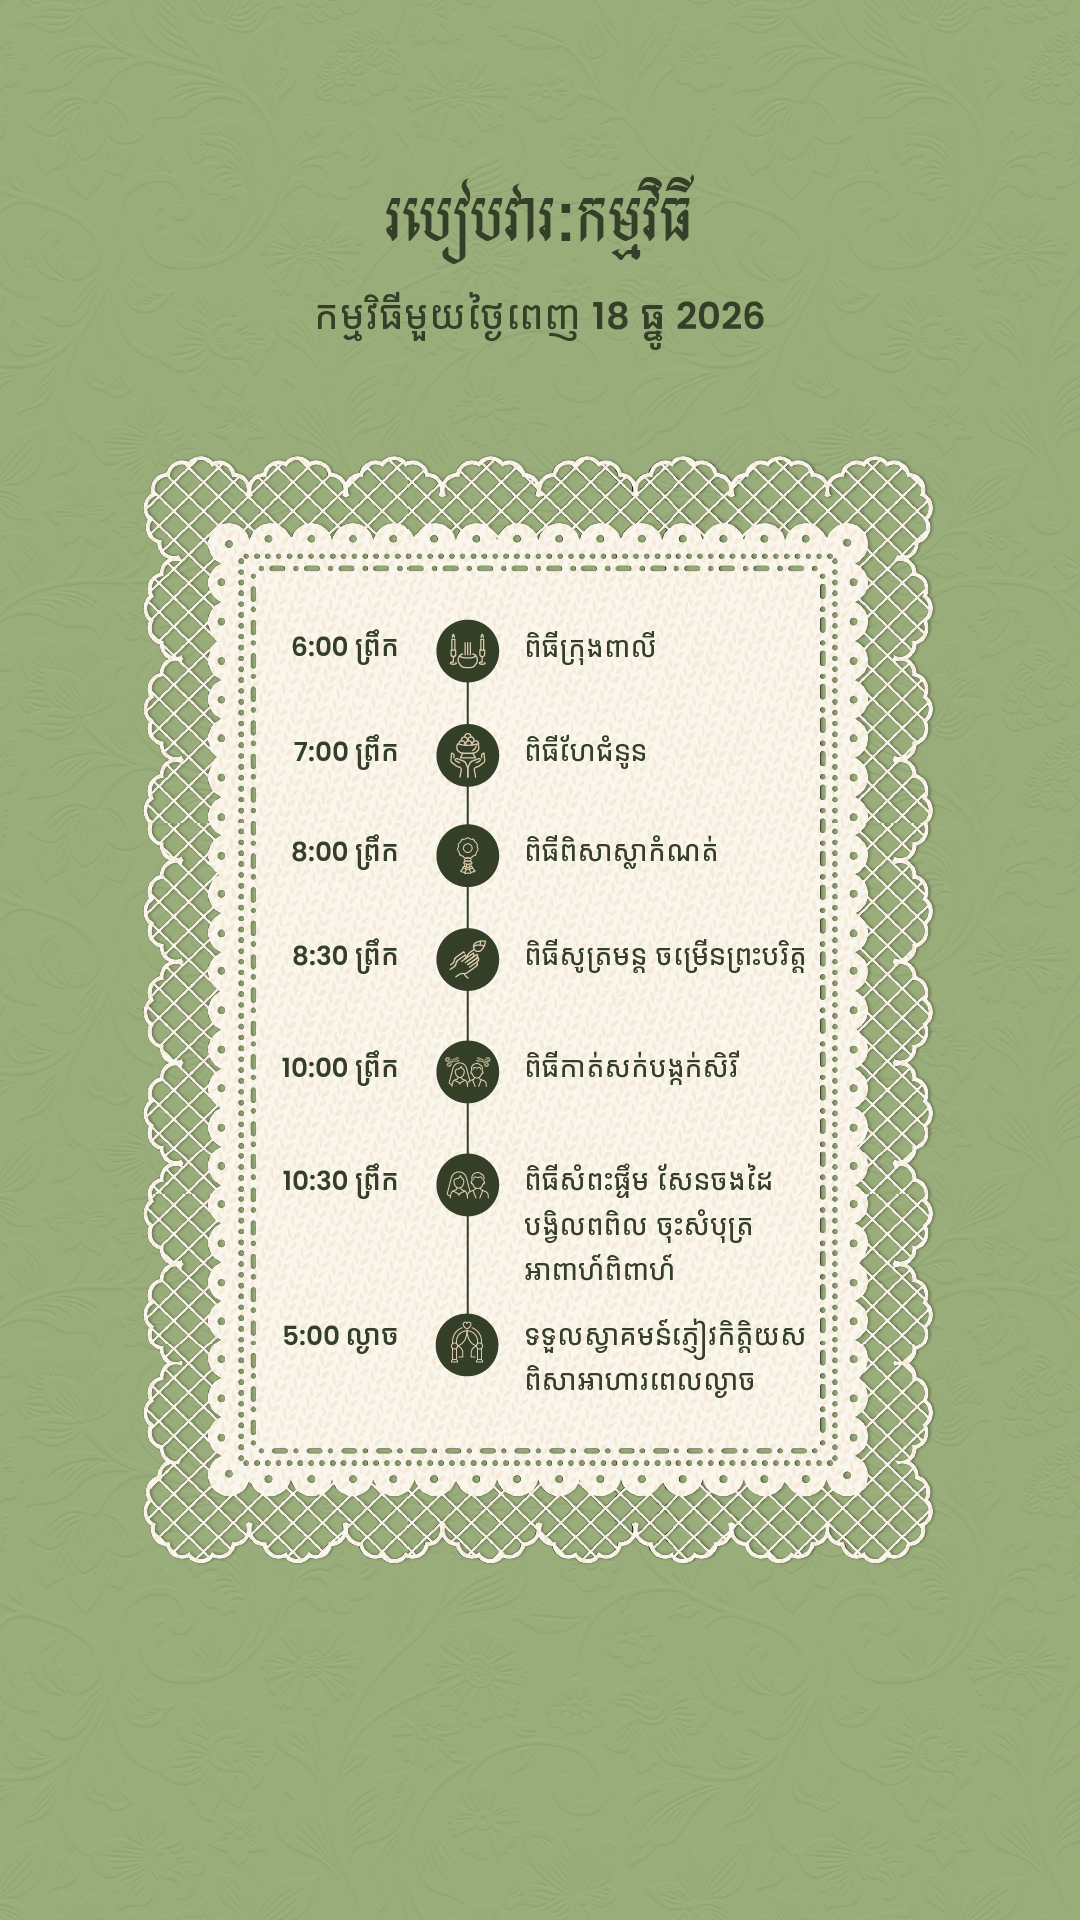 របៀបវារៈកម្មវិធី
កម្មវិធីមួយថ្ងៃពេញ 18 ធ្នូ 2026
6:00 ព្រឹក ពិធីក្រុងពាលី
7:00 ព្រឹក ពិធីហែជំនូន
8:00 ព្រឹក ពិធីពិសាស្លាកំណត់
8:30 ព្រឹក ពិធីសូត្រមន្ត ចម្រើនព្រះបរិត្ត
10:00 ព្រឹក ពិធីកាត់សក់បង្កក់សិរី
10:30 ព្រឹក ពិធីសំពះផ្ទឹម សែនចងដៃ
បង្វិលពពិល ចុះសំបុត្រ
អាពាហ៍ពិពាហ៍
5:00 ល្ងាច ទទួលស្វាគមន៍ភ្ញៀវកិត្តិយស
ពិសាអាហារពេលល្ងាច